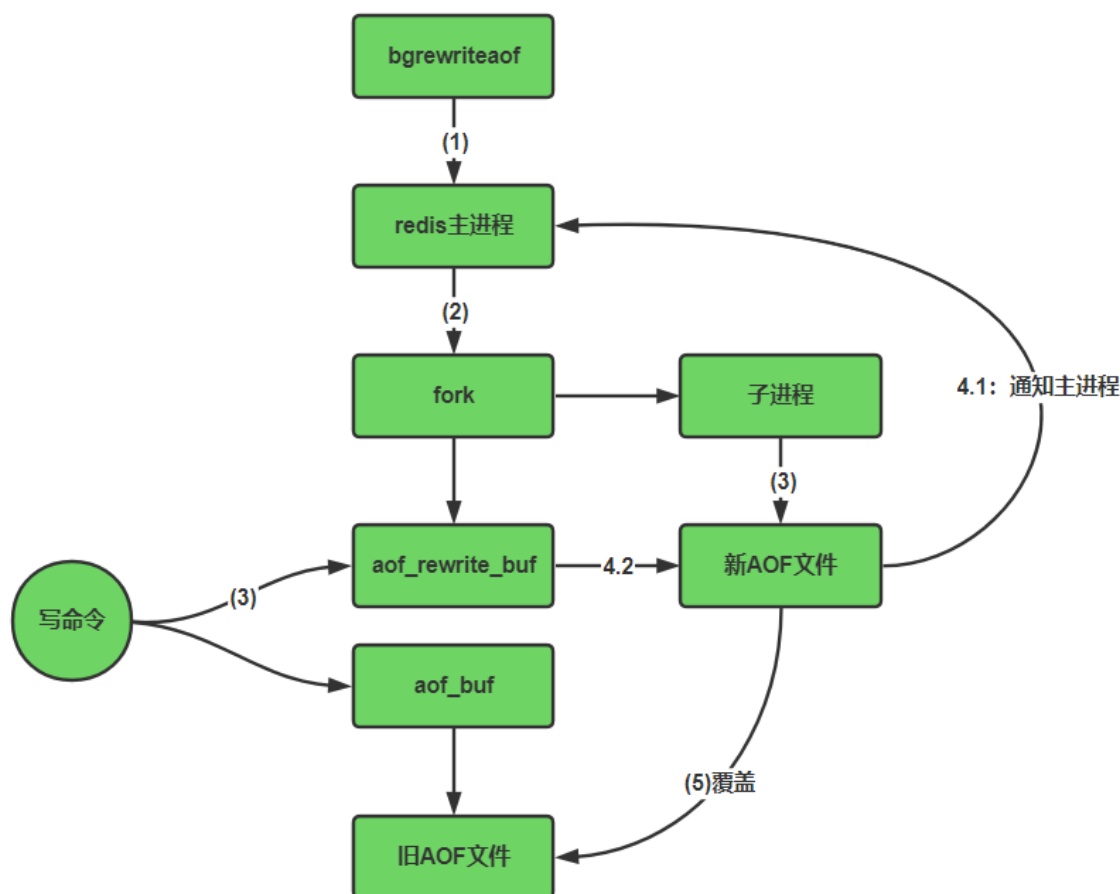 bgrewriteaof
(1)
redis主进程
(2)
fork
子进程
4.1：通知主进程
(3)
aof_rewrite_buf
4.2
新AOF文件
写命令
(3)
aof_buf
(5)覆盖
旧AOF文件